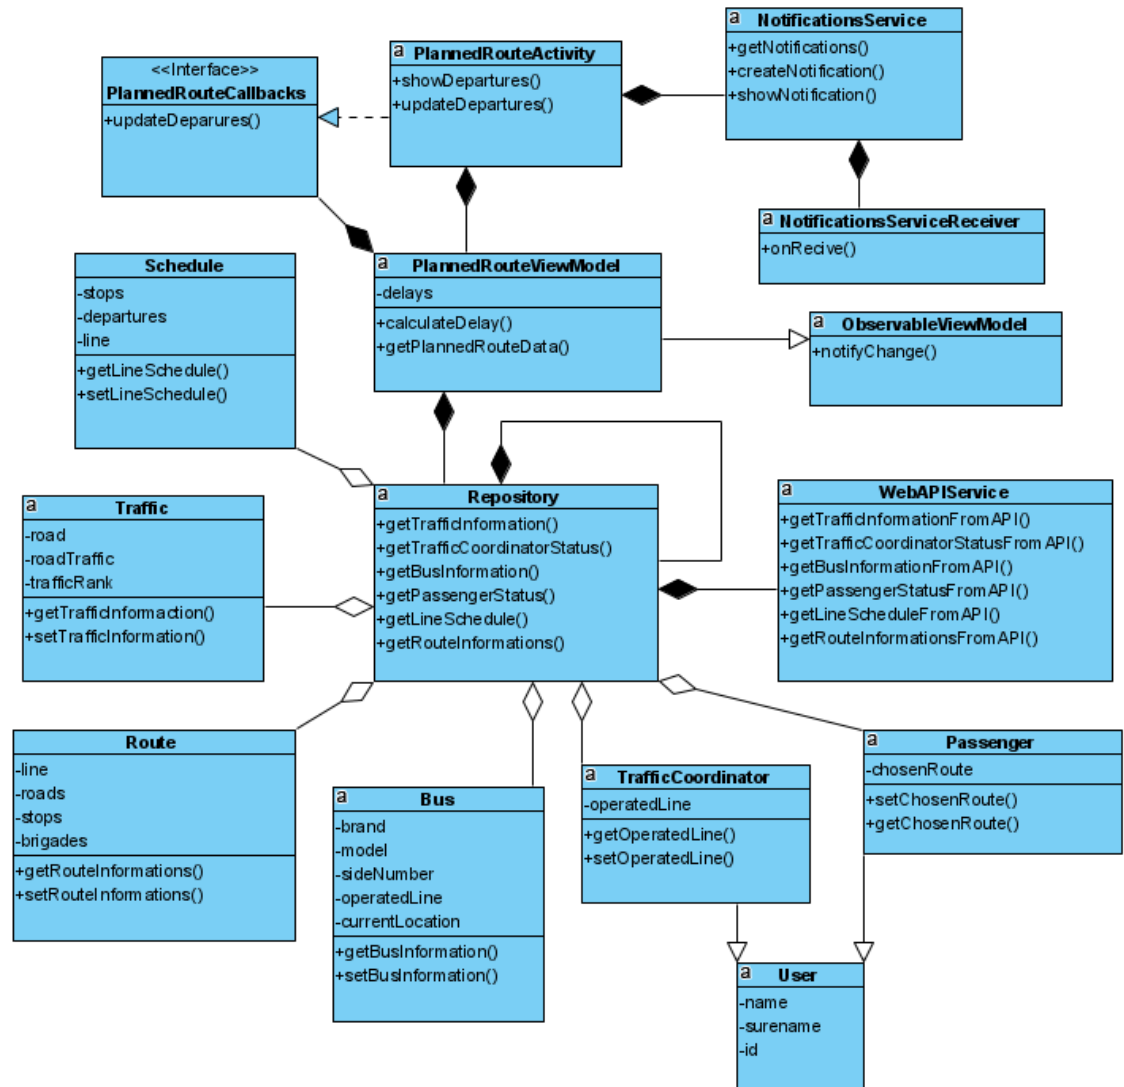 <<Interface>>
PlannedRouteCallbacks
+updateDeparures()
a
PlannedRouteActivity
+showDepartures()
+updateDepartures()
a
NotificationsService
+getNotifications()
+createNotification()
+showNotification()
a
NotificationsServiceReceiver
+onRecive()
Schedule
-stops
-departures
-line
+getLineSchedule()
+setLineSchedule()
a
PlannedRouteViewModel
-delays
+calculateDelay()
+getPlannedRouteData()
a
ObservableViewModel
+notifyChange()
a
Traffic
-road
-roadTraffic
-trafficRank
+getTrafficInformaction()
+setTrafficInformation()
a
Repository
+getTrafficInformation()
+getTrafficCoordinatorStatus()
+getBusInformation()
+getPassengerStatus()
+getLineSchedule()
+getRouteInformations()
a
WebAPIService
+getTrafficInformationFromAPI()
+getTrafficCoordinatorStatusFromAPI()
+getBusInformationFromAPI()
+getPassengerStatusFromAPI()
+getLineScheduleFromAPI()
+getRouteInformationsFromAPI()
Route
-line
-roads
-stops
-brigades
+getRouteInformations()
+setRouteInformations()
a
Bus
-brand
-model
-sideNumber
-operatedLine
-currentLocation
+getBusInformation()
+setBusInformation()
a
TrafficCoordinator
-operatedLine
+getOperatedLine()
+setOperatedLine()
a
Passenger
-chosenRoute
+setChosenRoute()
+getChosenRoute()
a
User
-name
-surename
-id